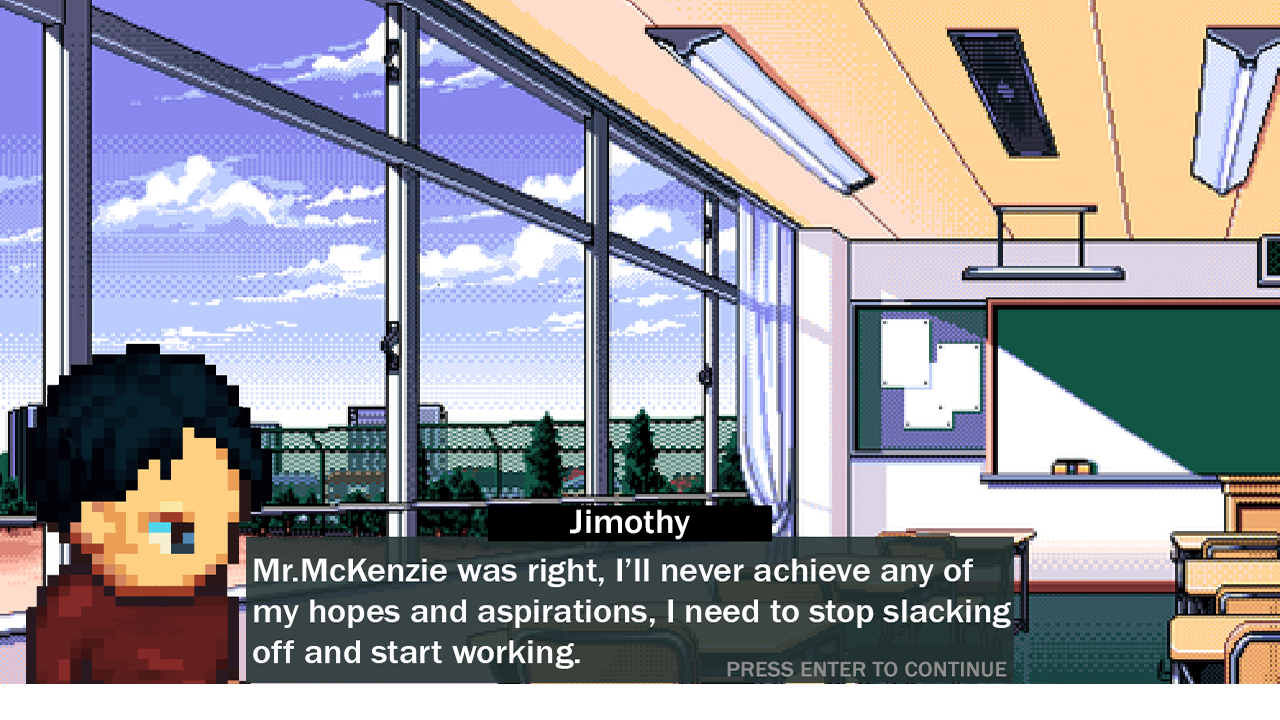 Jimothy
Mr.McKenzie was right, I’ll never achieve any of
my hopes and aspirations, I need to stop slacking
off and start working.
PRESS ENTER TO CONTINUE